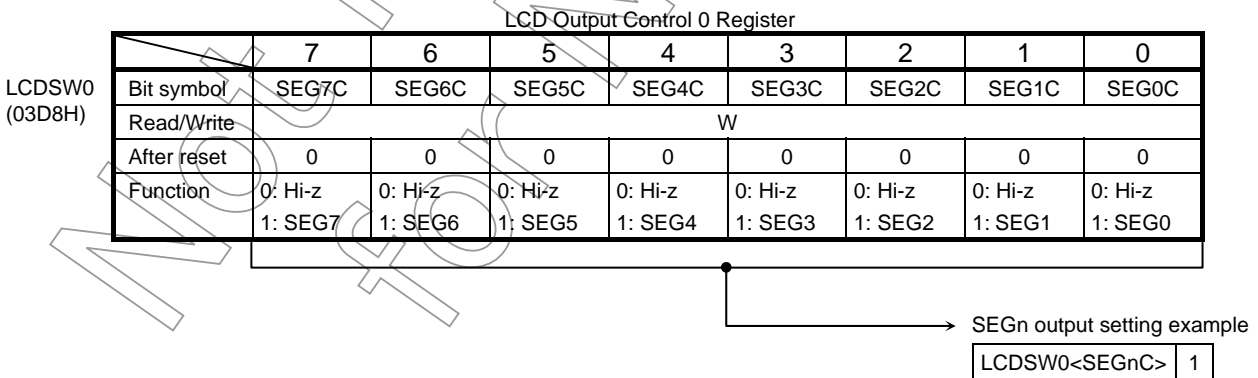 LCD Output Control 0 Register
7 6 5 4 3 2 1 0
LCDSW0 Bit symbol SEG7C SEG6C SEG5C SEG4C SEG3C SEG2C SEG1C SEG0C
(03D8H) Read/Write W
After reset 0 0 0 0 0 0 0 0
Function 0: Hi-z 0: Hi-z 0: Hi-z 0: Hi-z 0: Hi-z 0: Hi-z 0: Hi-z 0: Hi-z
1: SEG7 1: SEG6 1: SEG5 1: SEG4 1: SEG3 1: SEG2 1: SEG1 1: SEG0
SEGn output setting example
LCDSW0<SEGnC> 1